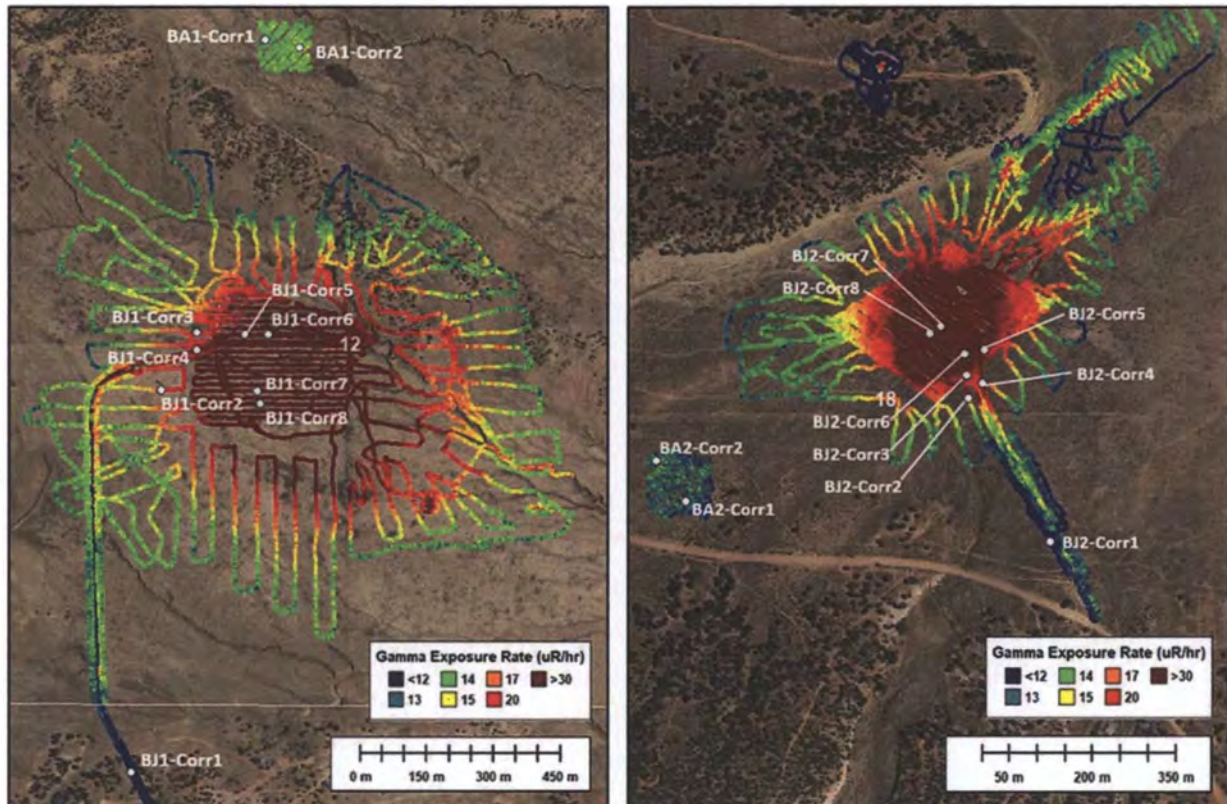 BA1-Corr1
BA1-Corr2
BJ1-Corr5
BJ1-Corr3
BJ1-Corr6
12
BJ1-Corr4
BJ1-Corr7
BJ1-Corr2
BJ1-Corr8
Gamma Exposure Rate (uR/hr)
<12 14 17 >30
13 15 20
0 m 150 m 300 m 450 m
BJ1-Corr1
BJ2-Corr7
BJ2-Corr8
BJ2-Corr5
BJ2-Corr4
18
BJ2-Corr6
BJ2-Corr3
BA2-Corr2
BJ2-Corr2
BA2-Corr1
BJ2-Corr1
Gamma Exposure Rate (uR/hr)
<12 14 17 >30
13 15 20
50 m 200 m 350 m